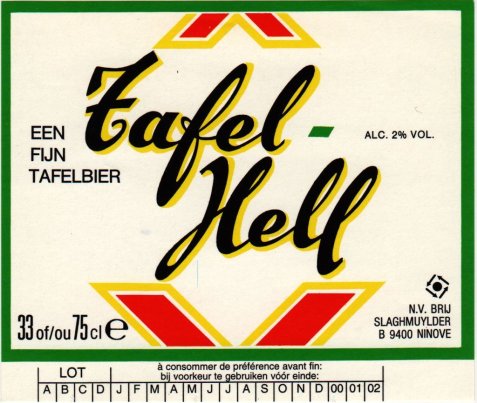 Tafel-
Hell
EEN
FIJN
TAFELBIER
ALC. 2% VOL.
33 of/ou 75 cl e
N.V. BRIJ
SLAGHMUYLDER
B 9400 NINOVE
LOT
à consommer de préférence avant fin:
bij voorkeur te gebruiken vóór einde:
A B C D J F M A M J J A S O N D 00 01 02